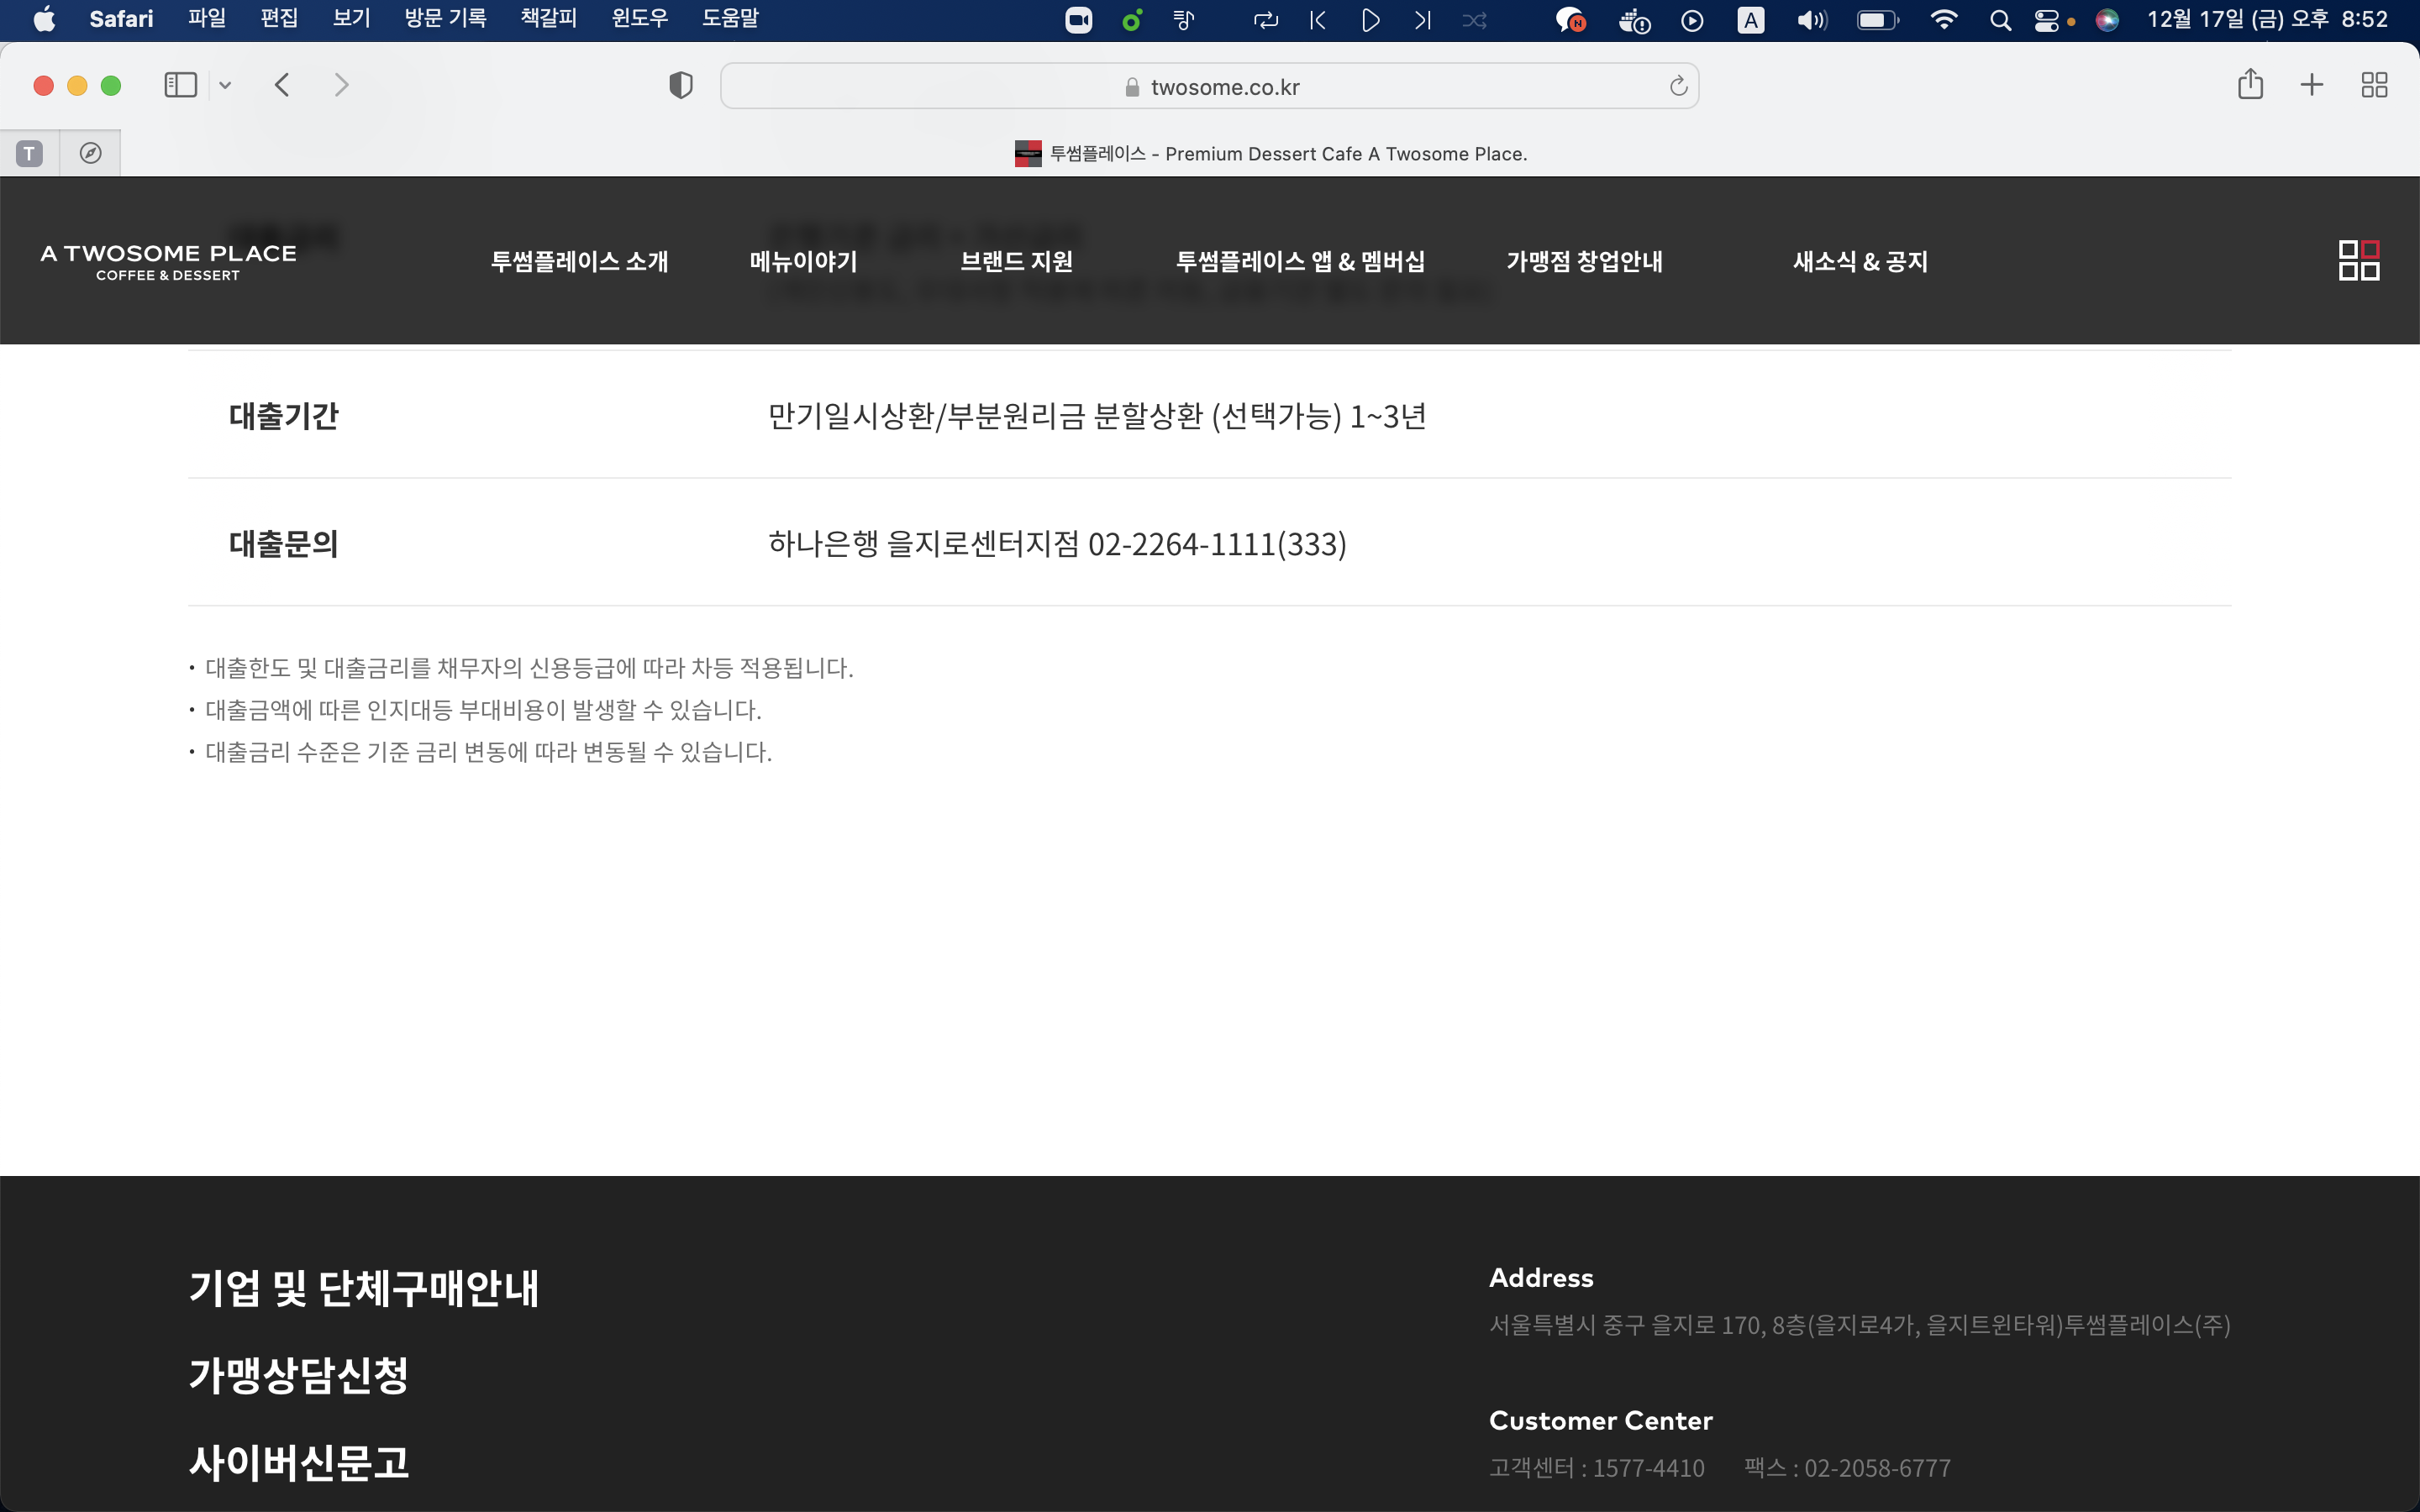 Safari 파일 편집 보기 방문 기록 책갈피 윈도우 도움말 A 12월 17일 (금) 오후 8:52
twosome.co.kr
T 투썸플레이스 - Premium Dessert Cafe A Twosome Place.
A TWOSOME PLACE
COFFEE & DESSERT
투썸플레이스 소개 메뉴이야기 브랜드 지원 투썸플레이스 앱 & 멤버십 가맹점 창업안내 새소식 & 공지
대출기간 만기일시상환/부분원리금 분할상환 (선택가능) 1~3년
대출문의 하나은행 을지로센터지점 02-2264-1111(333)
• 대출한도 및 대출금리를 채무자의 신용등급에 따라 차등 적용됩니다.
• 대출금액에 따른 인지대등 부대비용이 발생할 수 있습니다.
• 대출금리 수준은 기준 금리 변동에 따라 변동될 수 있습니다.
기업 및 단체구매안내
가맹상담신청
사이버신문고
Address
서울특별시 중구 을지로 170, 8층(을지로4가, 을지트윈타워)투썸플레이스(주)
Customer Center
고객센터 : 1577-4410 팩스 : 02-2058-6777